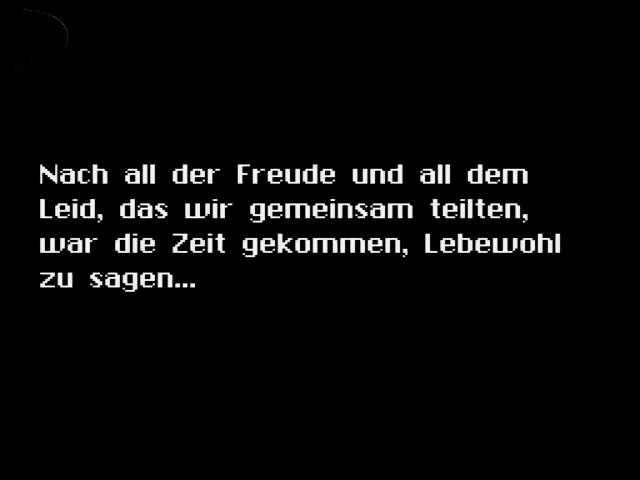 Nach all der Freude und all dem
Leid, das wir gemeinsam teilten,
war die Zeit gekommen, Lebewohl
zu sagen...